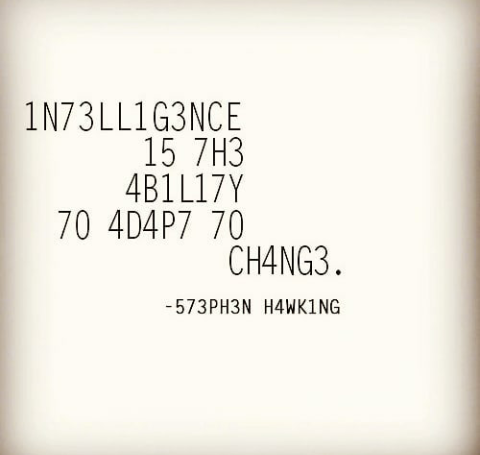 1N73LL1G3NCE
15 7H3
4B1L17Y
70 4D4P7 70
CH4NG3.
-573PH3N H4WK1NG